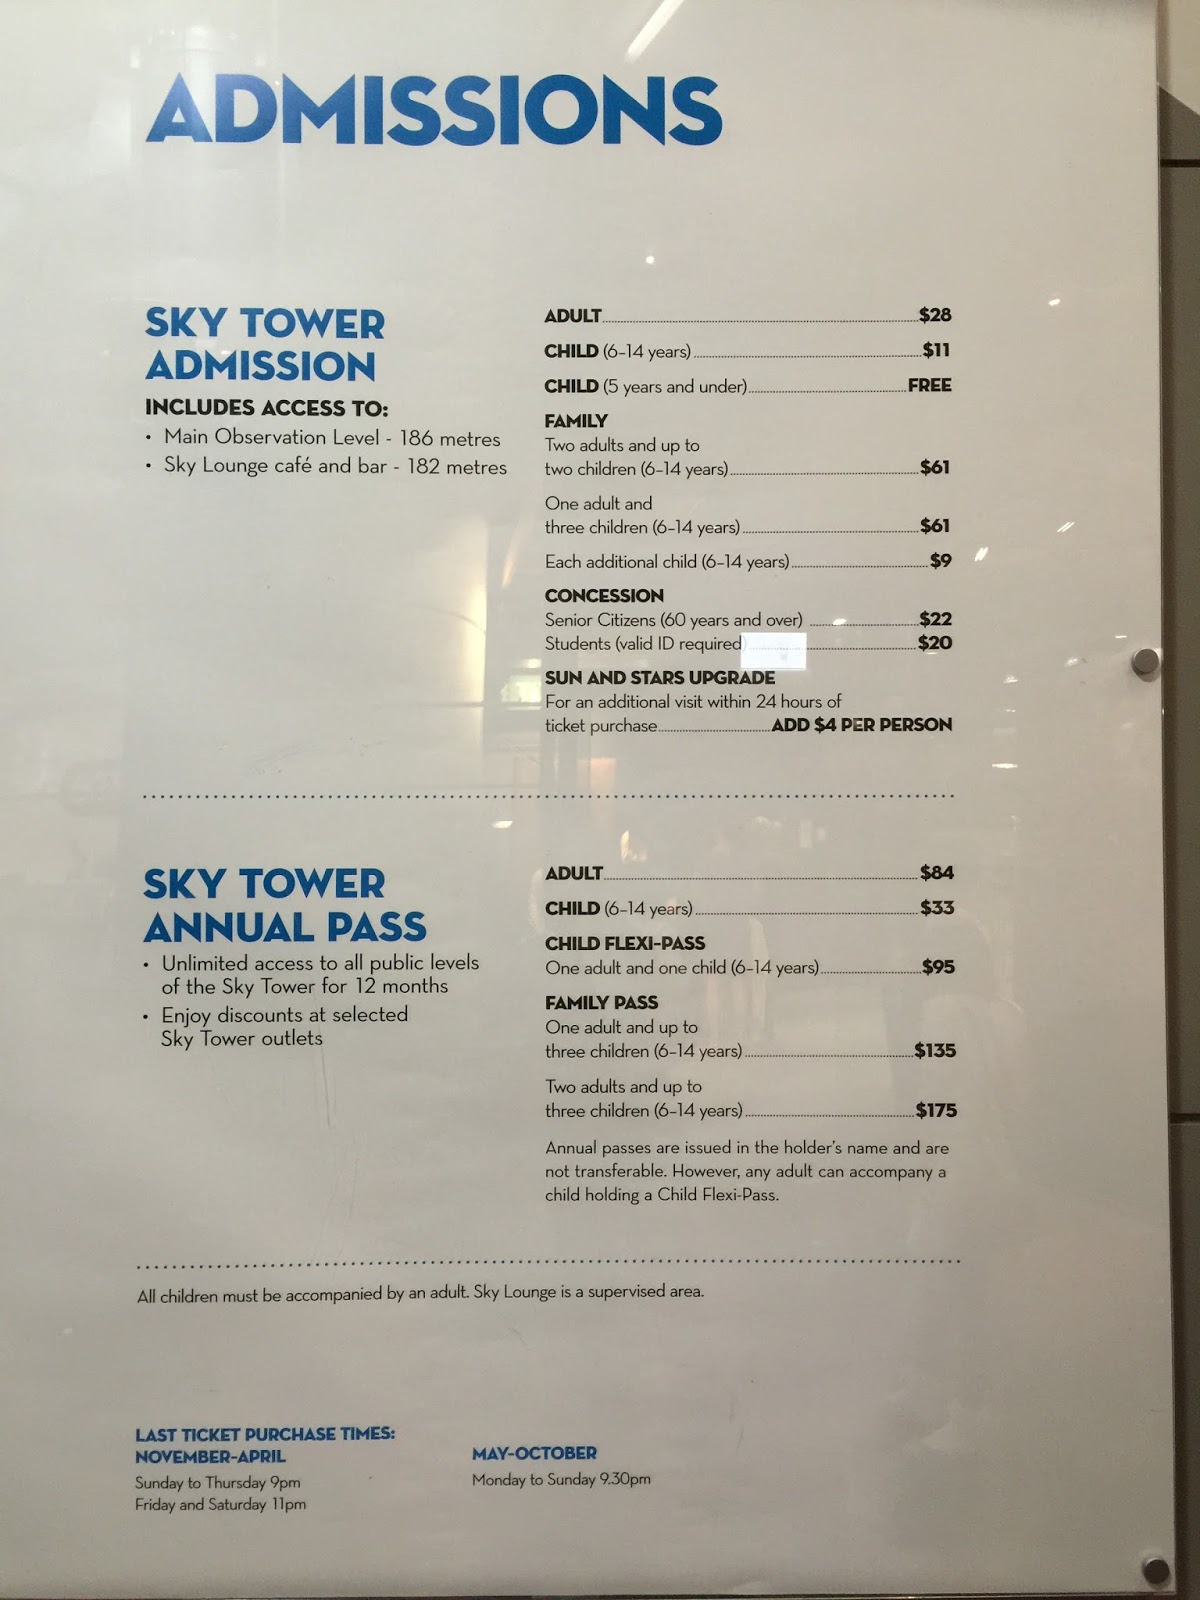 ADMISSIONS
SKY TOWER
ADMISSION
INCLUDES ACCESS TO:
• Main Observation Level - 186 metres
• Sky Lounge café and bar - 182 metres
ADULT $28
CHILD (6-14 years) $11
CHILD (5 years and under) FREE
FAMILY
Two adults and up to
two children (6-14 years) $61
One adult and
three children (6-14 years) $61
Each additional child (6-14 years) $9
CONCESSION
Senior Citizens (60 years and over) $22
Students (valid ID required) $20
SUN AND STARS UPGRADE
For an additional visit within 24 hours of
ticket purchase ADD $4 PER PERSON
SKY TOWER
ANNUAL PASS
• Unlimited access to all public levels
of the Sky Tower for 12 months
• Enjoy discounts at selected
Sky Tower outlets
ADULT $84
CHILD (6-14 years) $33
CHILD FLEXI-PASS
One adult and one child (6-14 years) $95
FAMILY PASS
One adult and up to
three children (6-14 years) $135
Two adults and up to
three children (6-14 years) $175
Annual passes are issued in the holder's name and are
not transferable. However, any adult can accompany a
child holding a Child Flexi-Pass.
All children must be accompanied by an adult. Sky Lounge is a supervised area.
LAST TICKET PURCHASE TIMES:
NOVEMBER-APRIL
Sunday to Thursday 9pm
Friday and Saturday 11pm
MAY-OCTOBER
Monday to Sunday 9.30pm